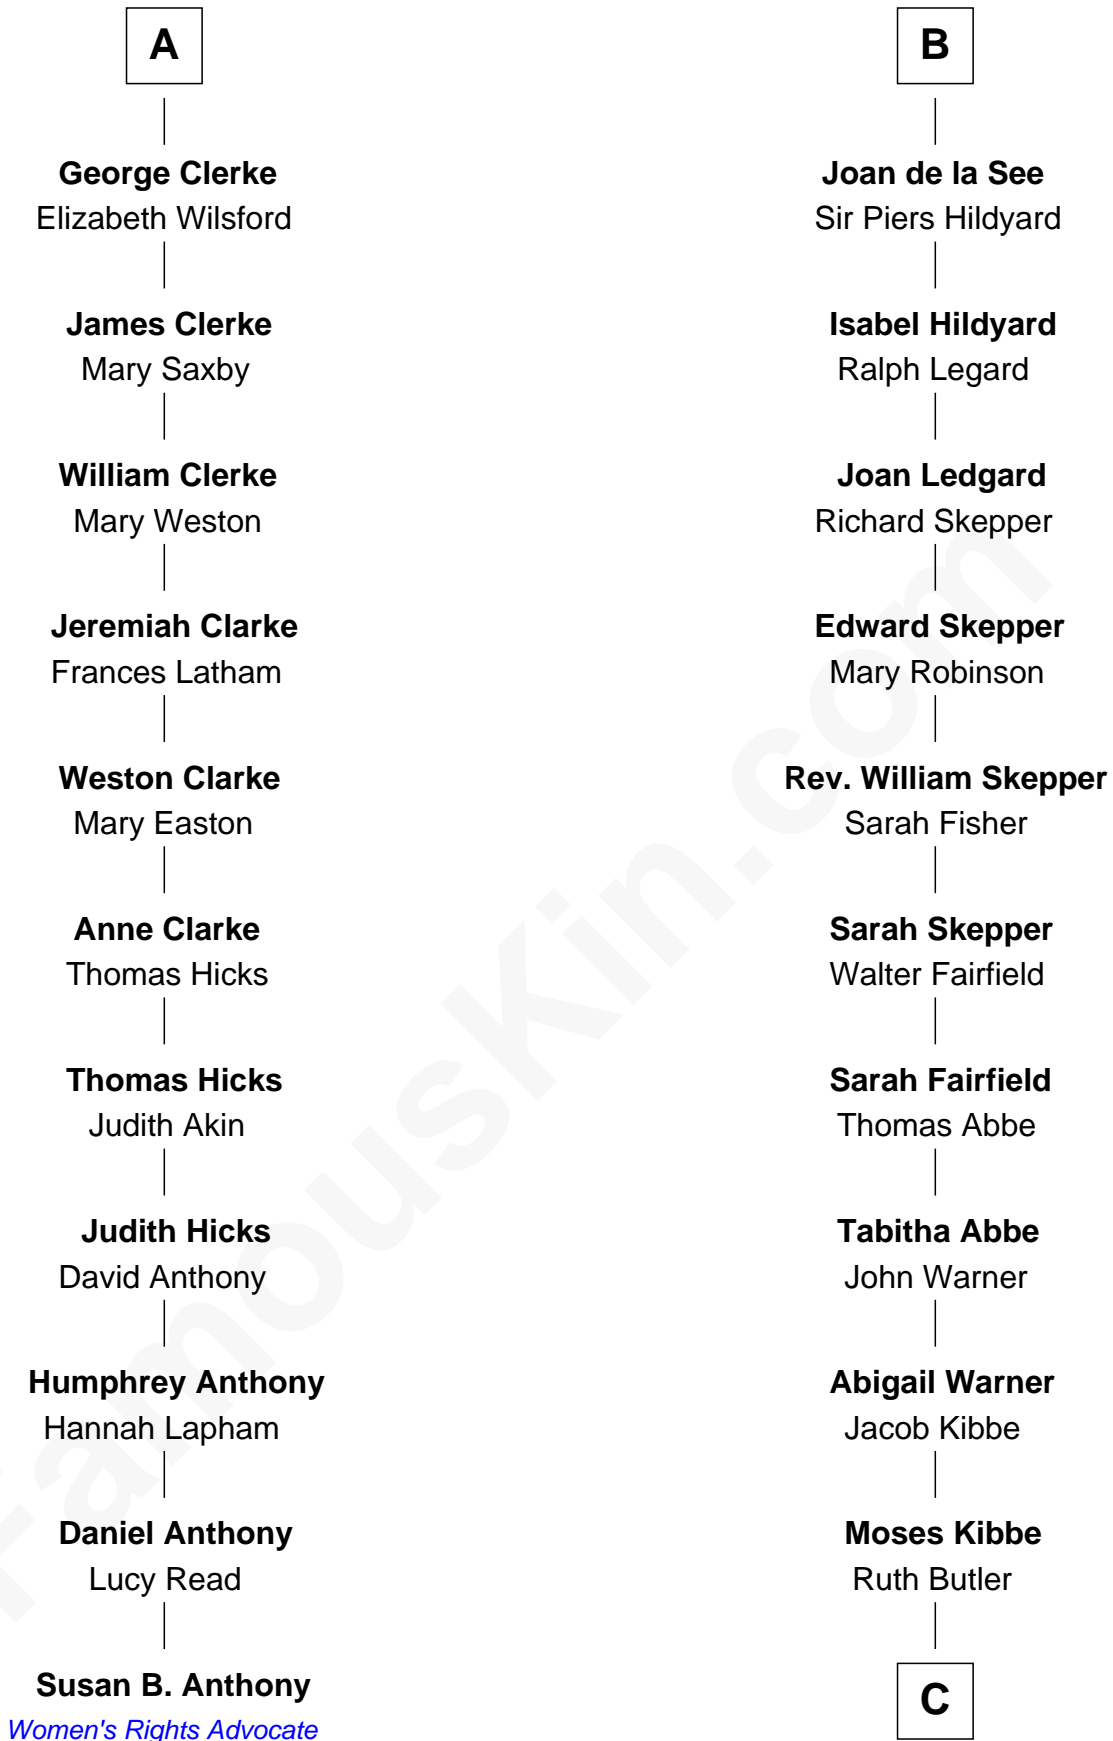 A
George Clerke
Elizabeth Wilsford
James Clerke
Mary Saxby
William Clerke
Mary Weston
Jeremiah Clarke
Frances Latham
Weston Clarke
Mary Easton
Anne Clarke
Thomas Hicks
Thomas Hicks
Judith Akin
Judith Hicks
David Anthony
Humphrey Anthony
Hannah Lapham
Daniel Anthony
Lucy Read
Susan B. Anthony
Women's Rights Advocate
B
Joan de la See
Sir Piers Hildyard
Isabel Hildyard
Ralph Legard
Joan Ledgard
Richard Skepper
Edward Skepper
Mary Robinson
Rev. William Skepper
Sarah Fisher
Sarah Skepper
Walter Fairfield
Sarah Fairfield
Thomas Abbe
Tabitha Abbe
John Warner
Abigail Warner
Jacob Kibbe
Moses Kibbe
Ruth Butler
C
FamousKin.com